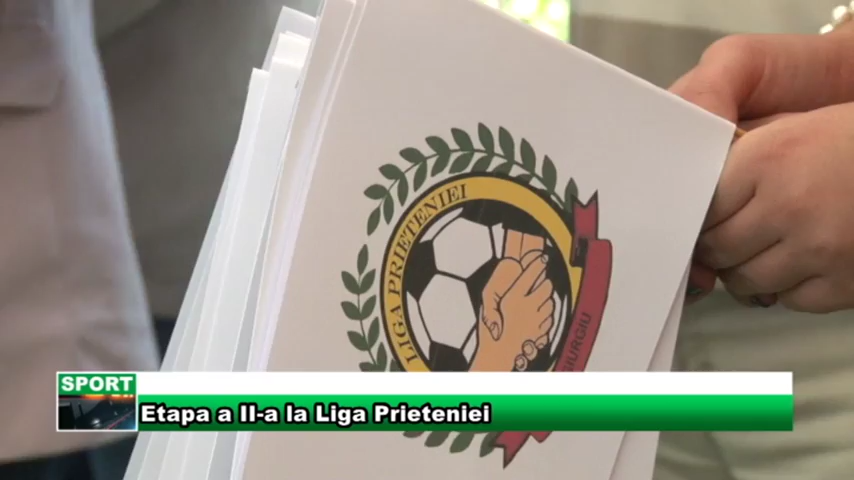 LIGA PRIETENIEI
GIURGIU
SPORT
Etapa a II-a la Liga Prieteniei